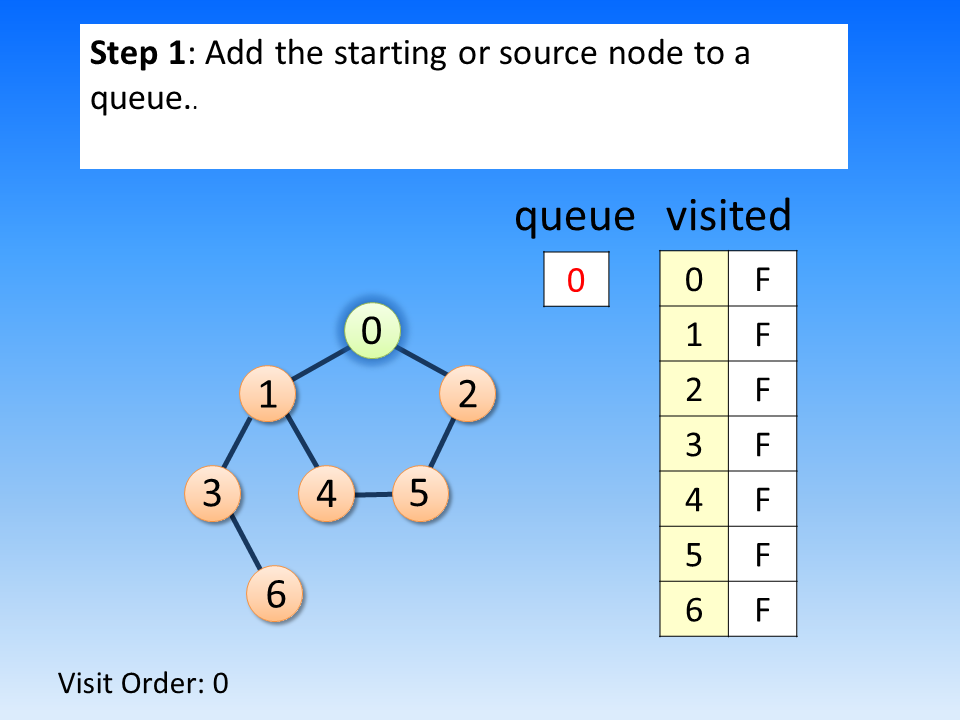 Step 1: Add the starting or source node to a
queue..
queue visited
0
0 F
1 F
2 F
3 F
4 F
5 F
6 F
0
1 2
3 4 5
6
Visit Order: 0